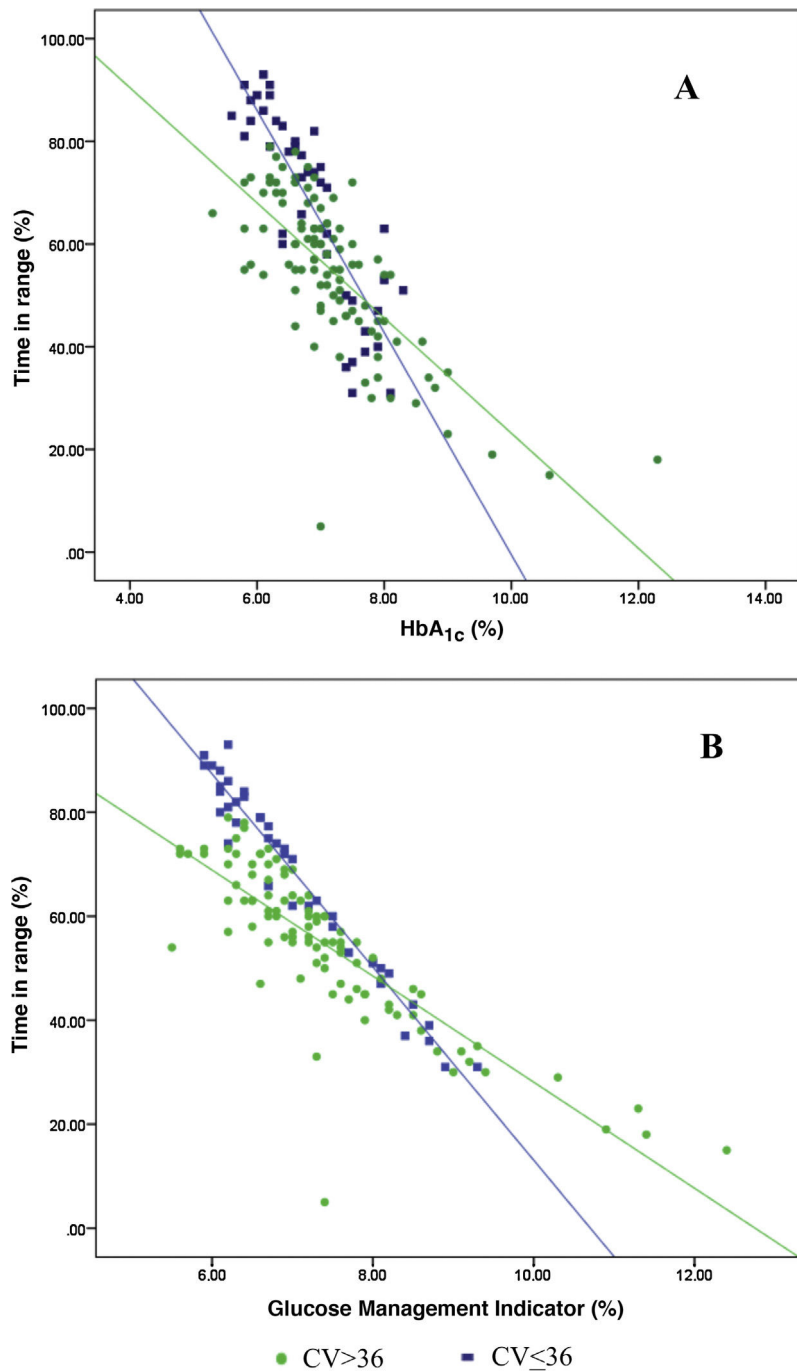 A
100.00
80.00
60.00
40.00
20.00
.00
Time in range (%)
4.00 6.00 8.00 10.00 12.00 14.00
HbA1c (%)
B
100.00
80.00
60.00
40.00
20.00
.00
Time in range (%)
6.00 8.00 10.00 12.00
Glucose Management Indicator (%)
CV>36 CV≤36